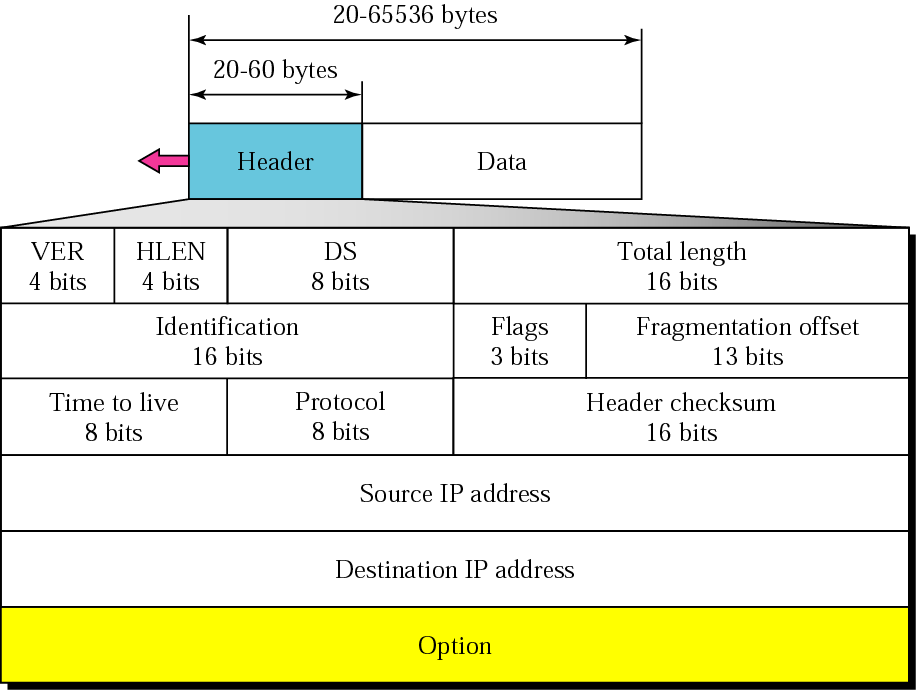 20-65536 bytes
20-60 bytes
Header
Data
VER
4 bits
HLEN
4 bits
DS
8 bits
Total length
16 bits
Identification
16 bits
Flags
3 bits
Fragmentation offset
13 bits
Time to live
8 bits
Protocol
8 bits
Header checksum
16 bits
Source IP address
Destination IP address
Option